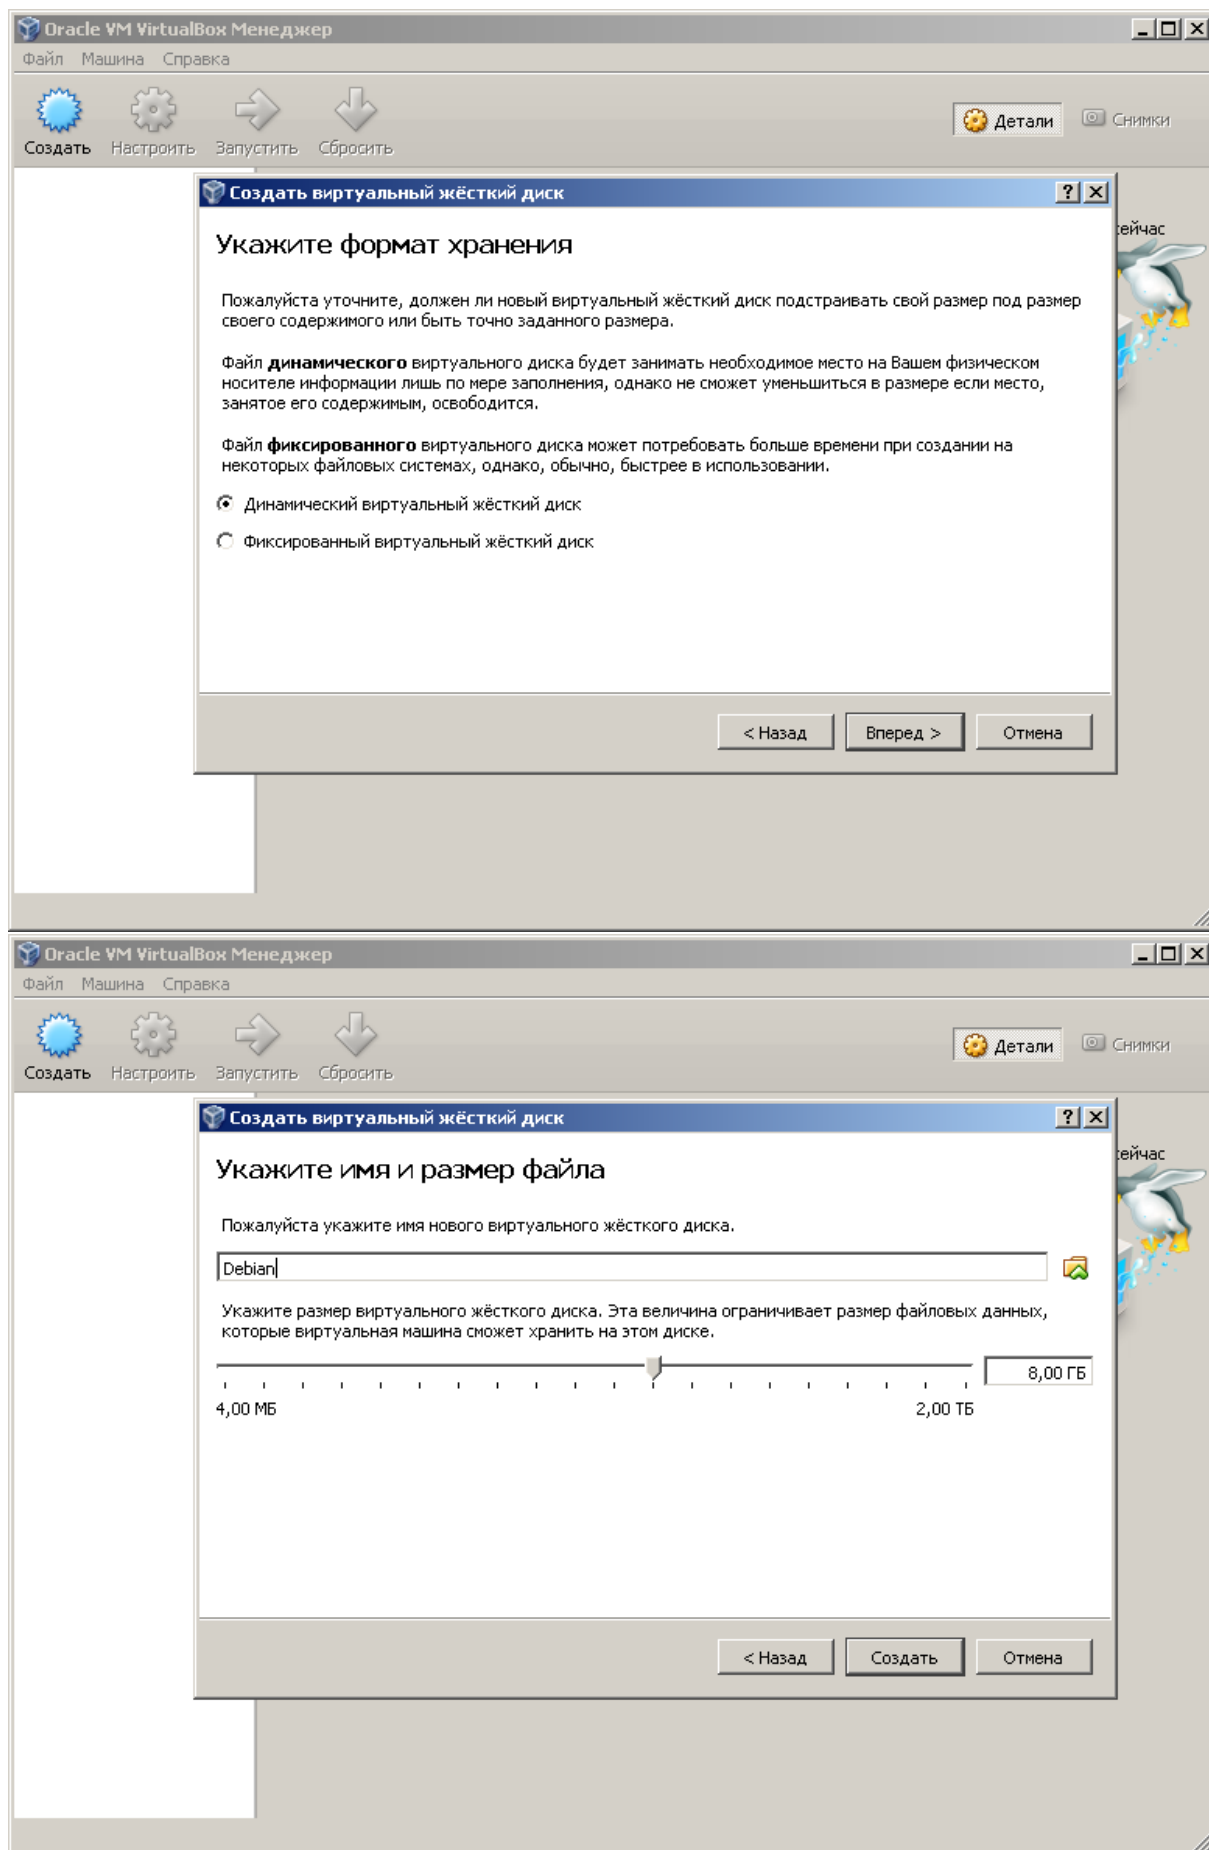 Oracle VM VirtualBox Менеджер
Файл Машина Справка
Создать Настроить Запустить Сбросить
Детали Снимки
сейчас
Создать виртуальный жёсткий диск
Укажите формат хранения
Пожалуйста уточните, должен ли новый виртуальный жёсткий диск подстраивать свой размер под размер
своего содержимого или быть точно заданного размера.
Файл динамического виртуального диска будет занимать необходимое место на Вашем физическом
носителе информации лишь по мере заполнения, однако не сможет уменьшиться в размере если место,
занятое его содержимым, освободится.
Файл фиксированного виртуального диска может потребовать больше времени при создании на
некоторых файловых системах, однако, обычно, быстрее в использовании.
Динамический виртуальный жёсткий диск
Фиксированный виртуальный жёсткий диск
< Назад Вперед > Отмена
Oracle VM VirtualBox Менеджер
Файл Машина Справка
Создать Настроить Запустить Сбросить
Детали Снимки
сейчас
Создать виртуальный жёсткий диск
Укажите имя и размер файла
Пожалуйста укажите имя нового виртуального жёсткого диска.
Debian
Укажите размер виртуального жёсткого диска. Эта величина ограничивает размер файловых данных,
которые виртуальная машина сможет хранить на этом диске.
8,00 ГБ
4,00 МБ 2,00 ТБ
< Назад Создать Отмена